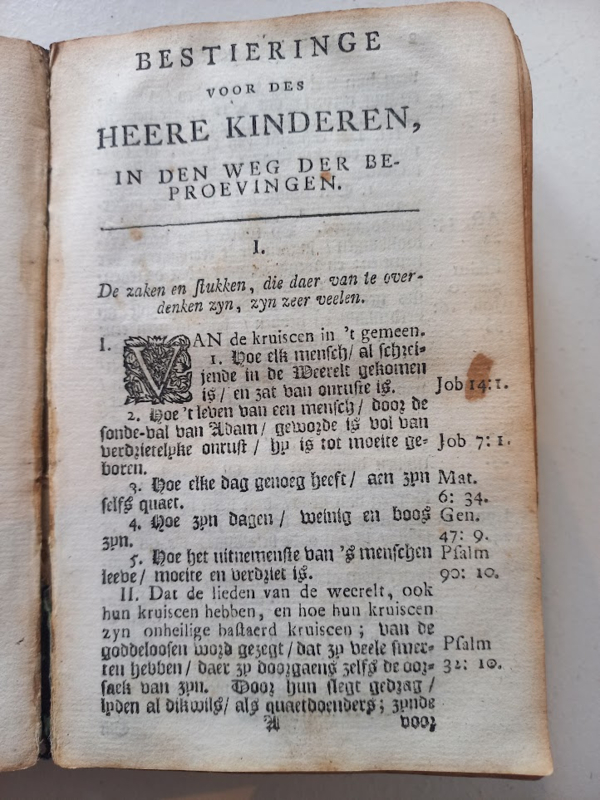 BESTIERINGE
VOOR DES
HEERE KINDEREN,
IN DEN WEG DER BE-
PROEVINGEN.
I.
De zaken en stukken, die daer van te over-
denken zyn, zyn zeer veelen.
I. VAN de kruiscen in 't gemeen.
1. Hoe elk mensch/ al schrei-
jende in de Weerelt gekomen
is/ en zat van onruste is. Job 14:1.
2. Hoe 't leven van een mensch/ door de
sonde-val van Adam/ geworde is vol van
verdrietelyke onrust/ hy is tot moeite ge- Job 7: 1.
boren.
3. Hoe elke dag genoeg heeft/ aen zyn Mat.
selfs quaet. 6: 34.
4. Hoe zyn dagen/ weinig en boos Gen.
zyn. 47: 9.
5. Hoe het uitnemenste van 's menschen Psalm
leeve/ moeite en verdriet is. 90: 10.
II. Dat de lieden van de weerelt, ook
hun kruiscen hebben, en hoe hun kruiscen
zyn onheilige bastaerd kruiscen; van de
goddeloosen word gezegt/ dat zy veele smer- Psalm
ten hebben/ daer zy doorgaens zelfs de oor- 32: 10.
sack van zyn. Door hun slegt gedrag/
lyden al dikwils/ als quaetdoenders; zynde
A voor